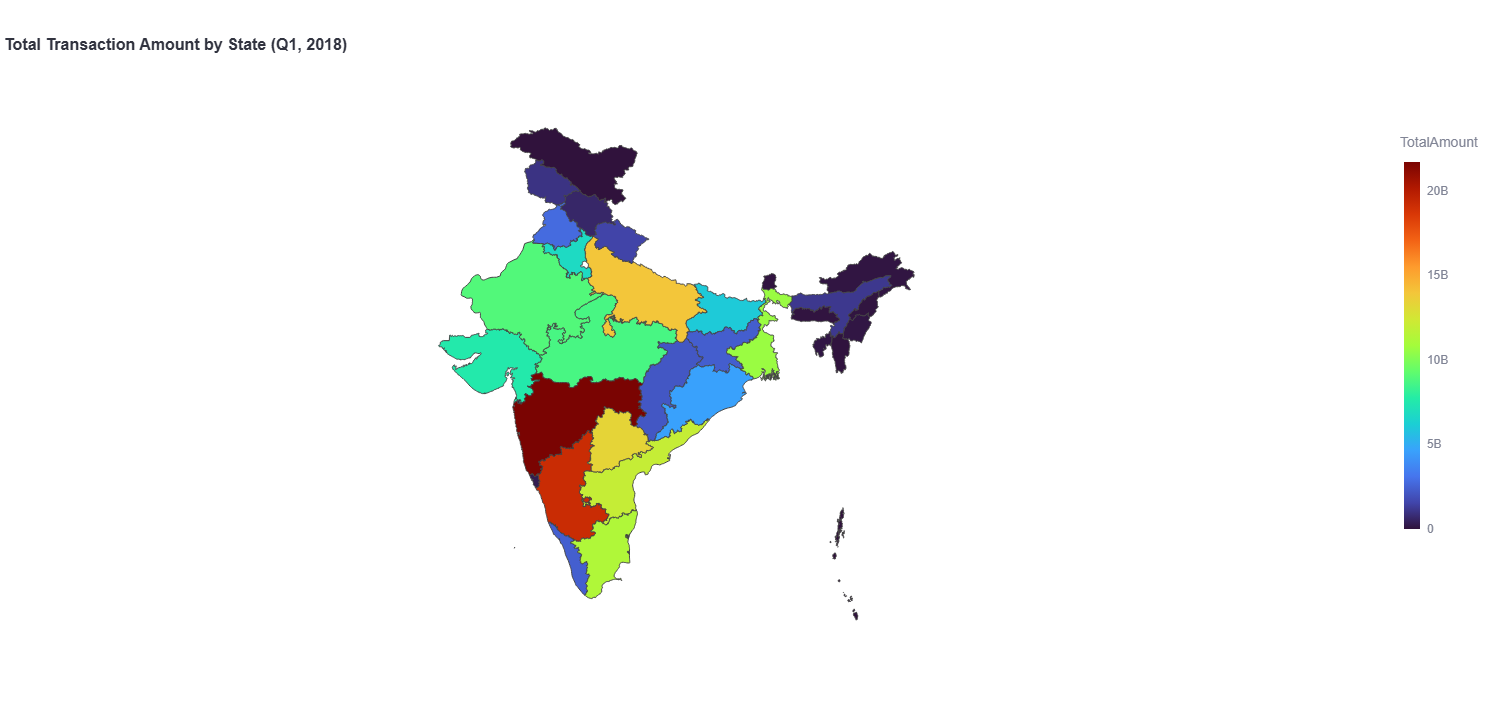 Total Transaction Amount by State (Q1, 2018)
TotalAmount
20B
15B
10B
5B
0